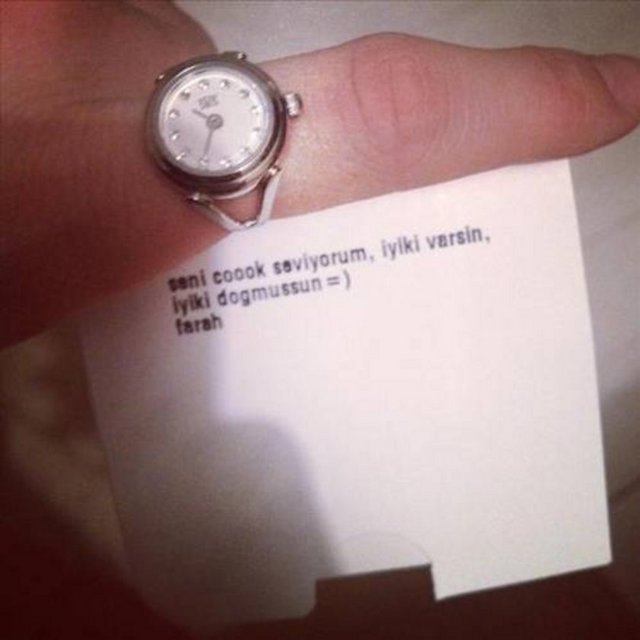 seni coook seviyorum, iyiki varsin,
iyiki dogmussun =)
farah